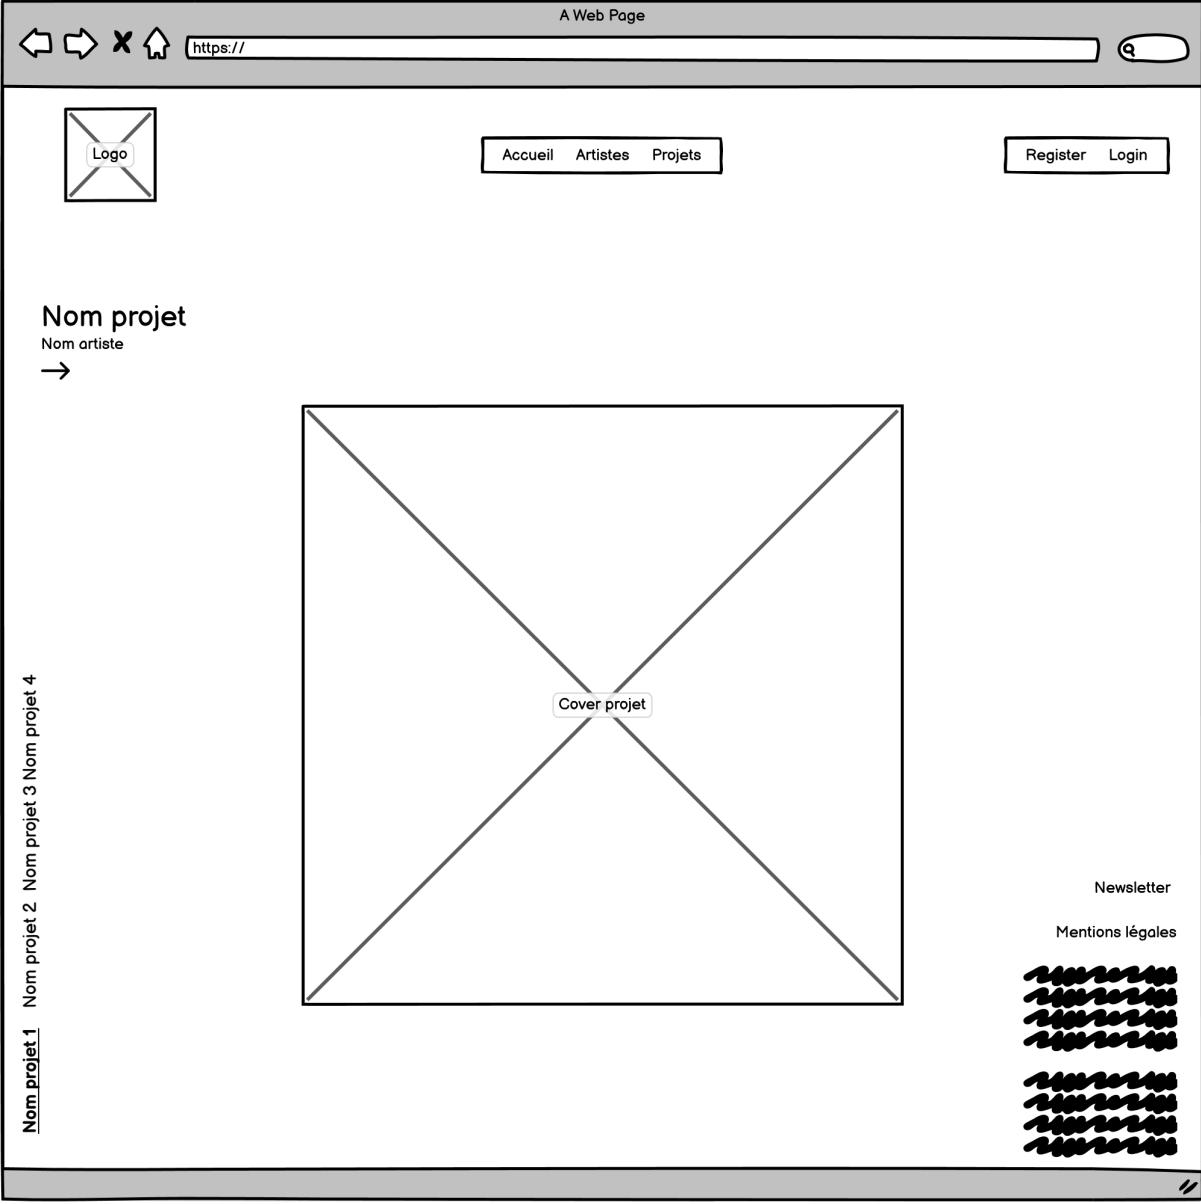 A Web Page
https://
Logo
Accueil Artistes Projets
Register Login
Nom projet
Nom artiste
Cover projet
Nom projet 1 Nom projet 2 Nom projet 3 Nom projet 4
Newsletter
Mentions légales